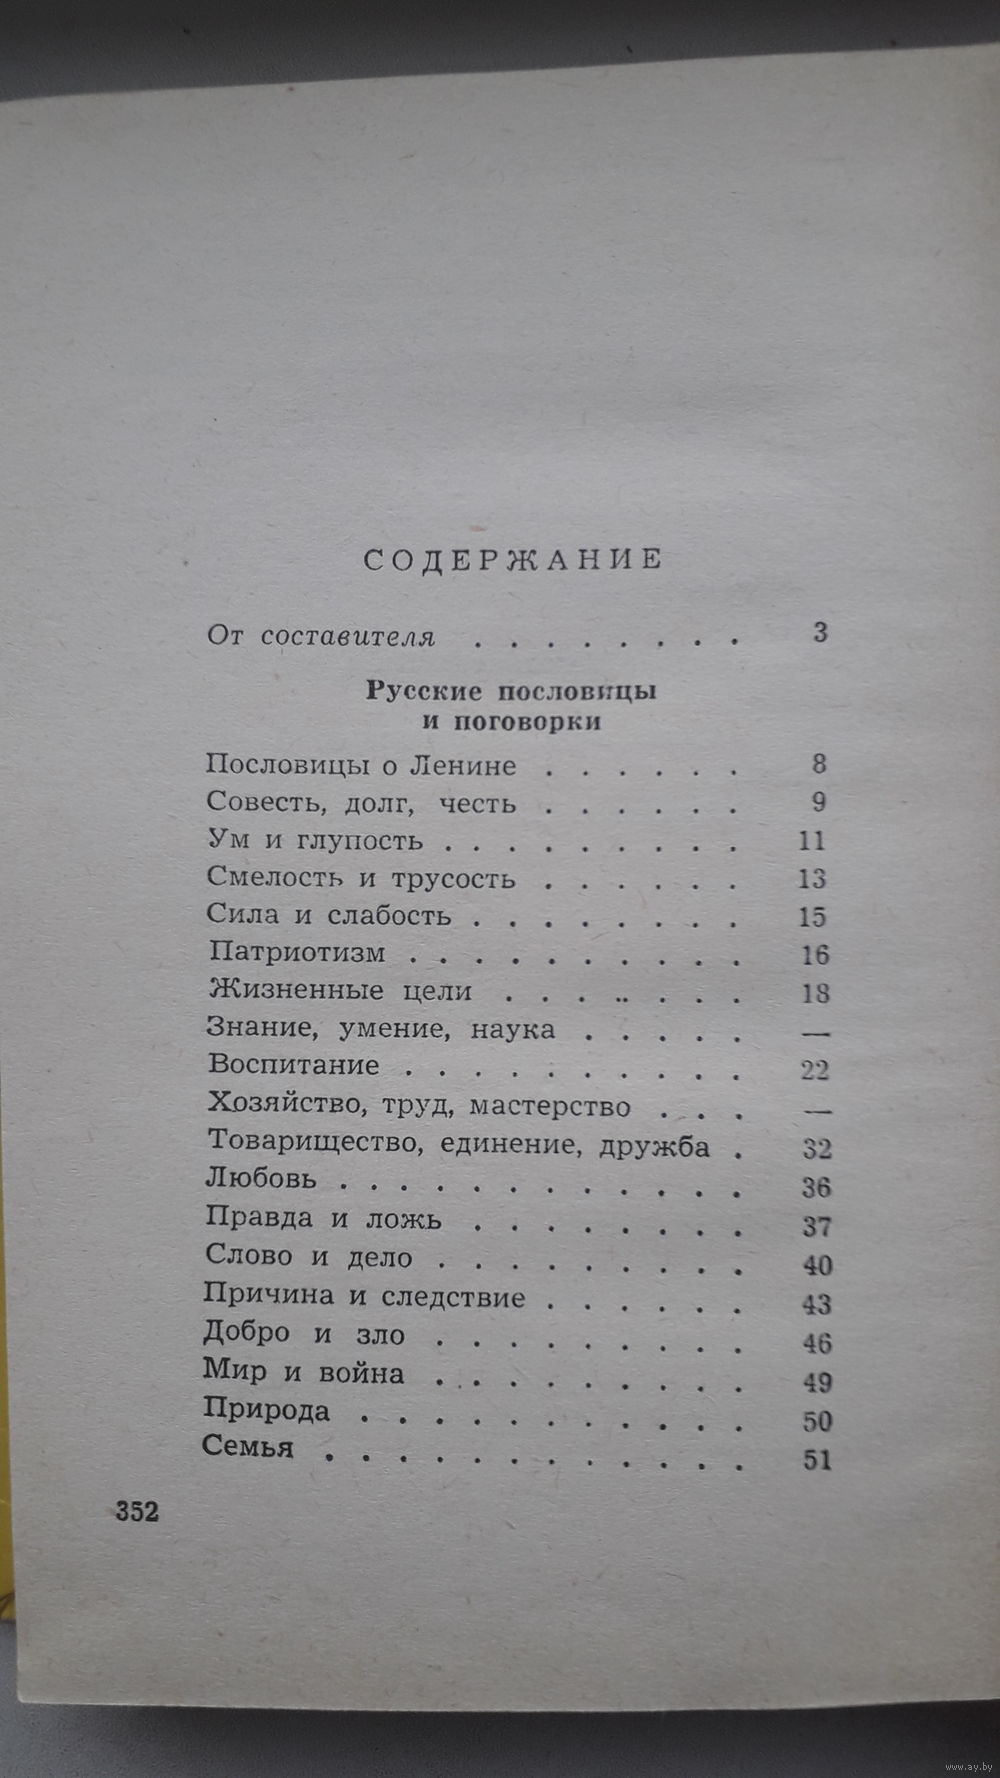 СОДЕРЖАНИЕ
От составителя . . . . . . . . 3
Русские пословицы
и поговорки
Пословицы о Ленине . . . . . . 8
Совесть, долг, честь . . . . . . 9
Ум и глупость . . . . . . . . . 11
Смелость и трусость . . . . . . 13
Сила и слабость . . . . . . . . 15
Патриотизм . . . . . . . . . . 16
Жизненные цели . . . . . . . 18
Знание, умение, наука . . . . . —
Воспитание . . . . . . . . . . 22
Хозяйство, труд, мастерство . . . —
Товарищество, единение, дружба . 32
Любовь . . . . . . . . . . . . 36
Правда и ложь . . . . . . . . 37
Слово и дело . . . . . . . . . 40
Причина и следствие . . . . . . 43
Добро и зло . . . . . . . . . 46
Мир и война . . . . . . . . . 49
Природа . . . . . . . . . . . 50
Семья . . . . . . . . . . . . 51
352
www.ay.by